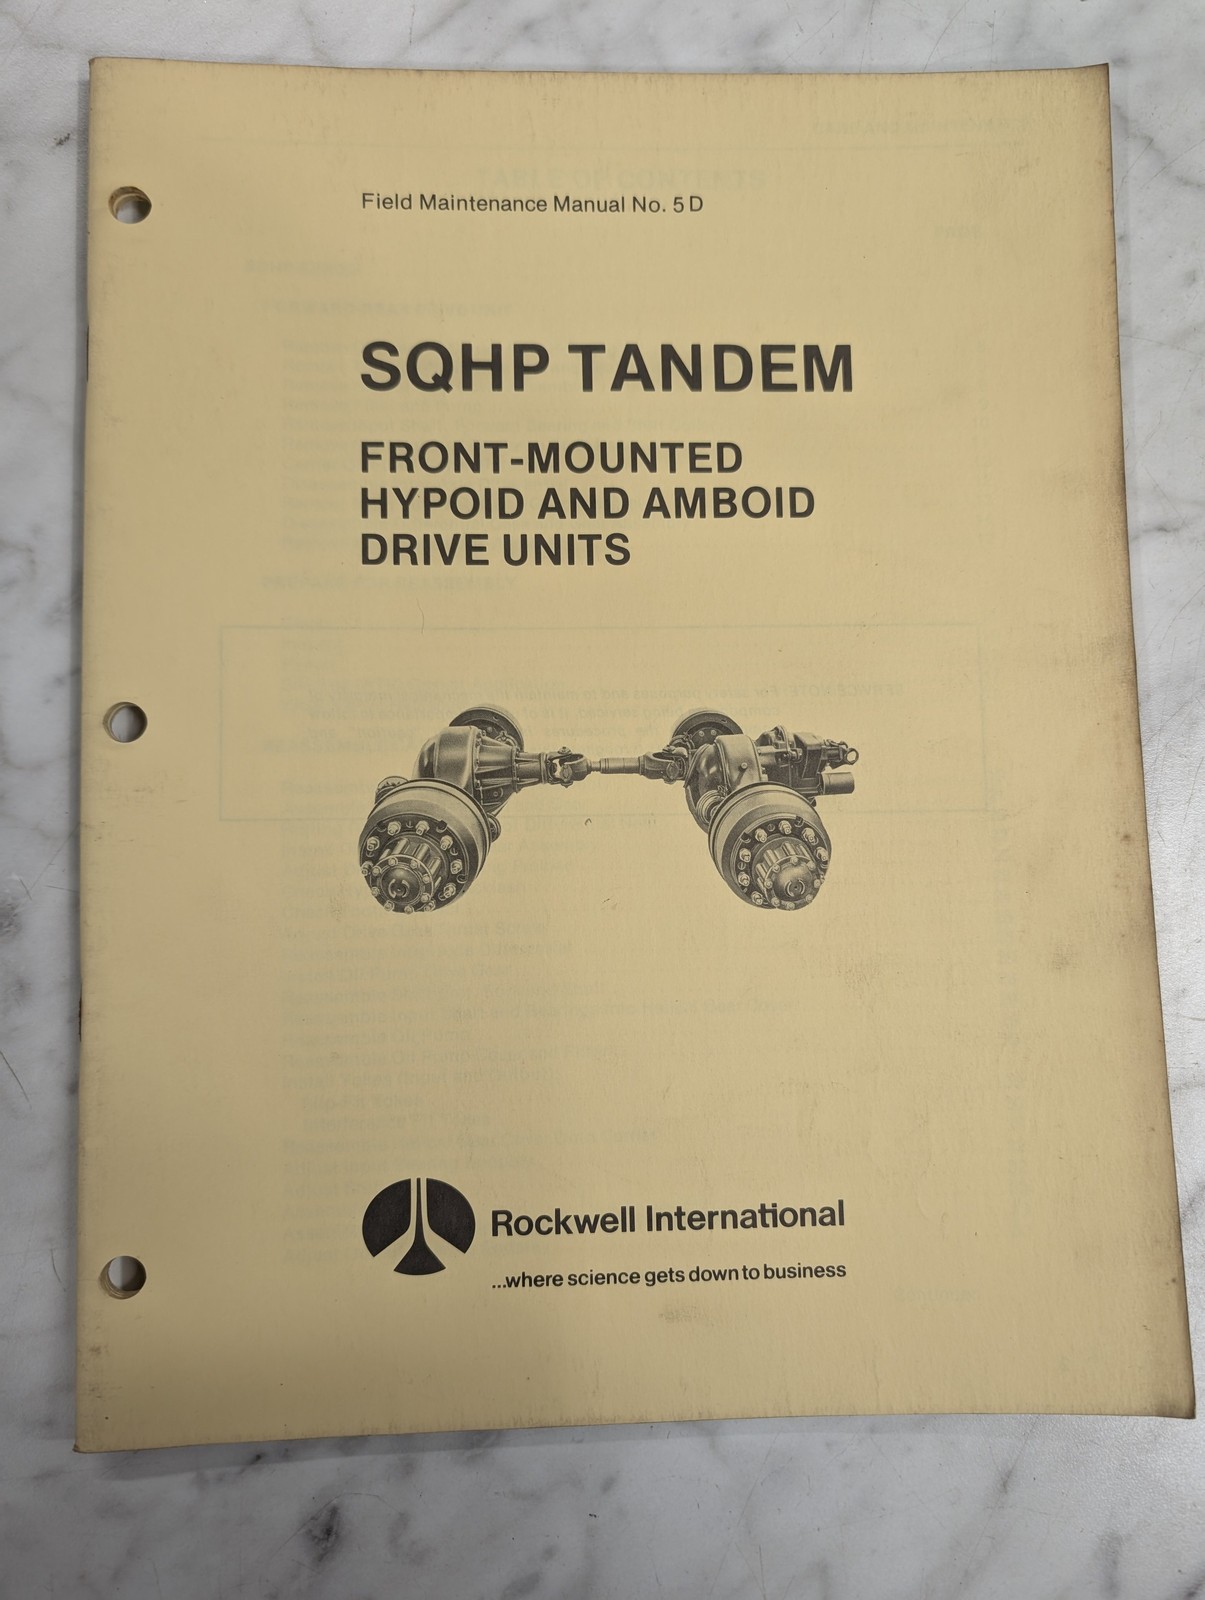 Field Maintenance Manual No. 5D
SQHP TANDEM
FRONT-MOUNTED
HYPOID AND AMBOID
DRIVE UNITS
Rockwell International
...where science gets down to business